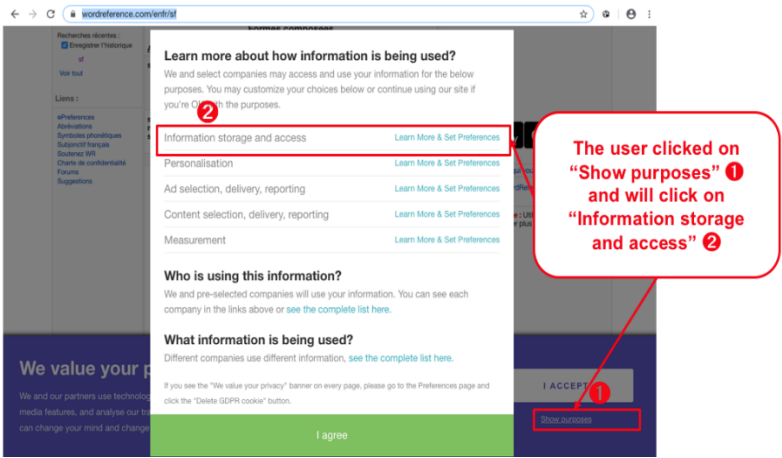 wordreference.com/enfr/sf
Formes composées
Recherches récentes :
Enregistrer l'historique
sf
Voir tout
Liens :
ePreferences
Abréviations
Symboles phonétiques
Subjonctif français
Soutenez WR
Charte de confidentialité
Forums
Suggestions
Learn more about how information is being used?
We and select companies may access and use your information for the below
purposes. You may customize your choices below or continue using our site if
you're OK with the purposes.
❷
Information storage and access Learn More & Set Preferences
Personalisation Learn More & Set Preferences
Ad selection, delivery, reporting Learn More & Set Preferences
Content selection, delivery, reporting Learn More & Set Preferences
Measurement Learn More & Set Preferences
Who is using this information?
We and pre-selected companies will use your information. You can see each
company in the links above or see the complete list here.
What information is being used?
Different companies use different information, see the complete list here.
If you see the "We value your privacy" banner on every page, please go to the Preferences page and
click the "Delete GDPR cookie" button.
I agree
The user clicked on
“Show purposes” ❶
and will click on
“Information storage
and access” ❷
We value your p
We and our partners use technolog
media features, and analyse our tra
can change your mind and change
I ACCEPT
❶
Show purposes